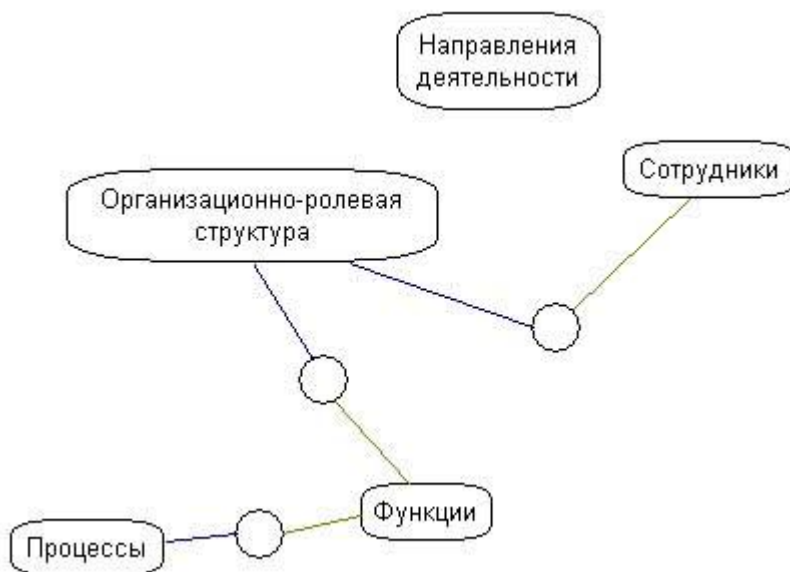 Направления
деятельности
Сотрудники
Организационно-ролевая
структура
Функции
Процессы